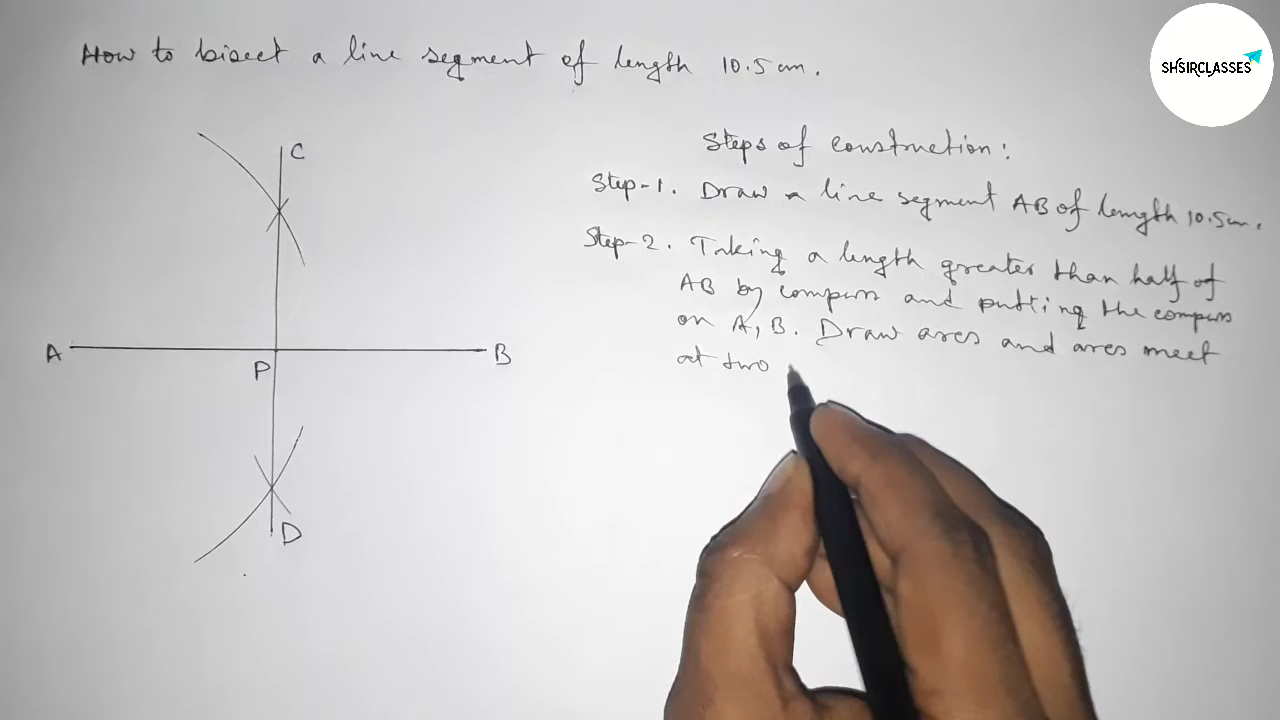 How to bisect a line segment of length 10.5 cm.
SHSIRCLASSES
Steps of construction:
Step-1. Draw a line segment AB of length 10.5cm.
Step-2. Taking a length greater than half of
AB by compass and putting the compass
on A, B. Draw arcs and arcs meet
at two
C
A
B
P
D